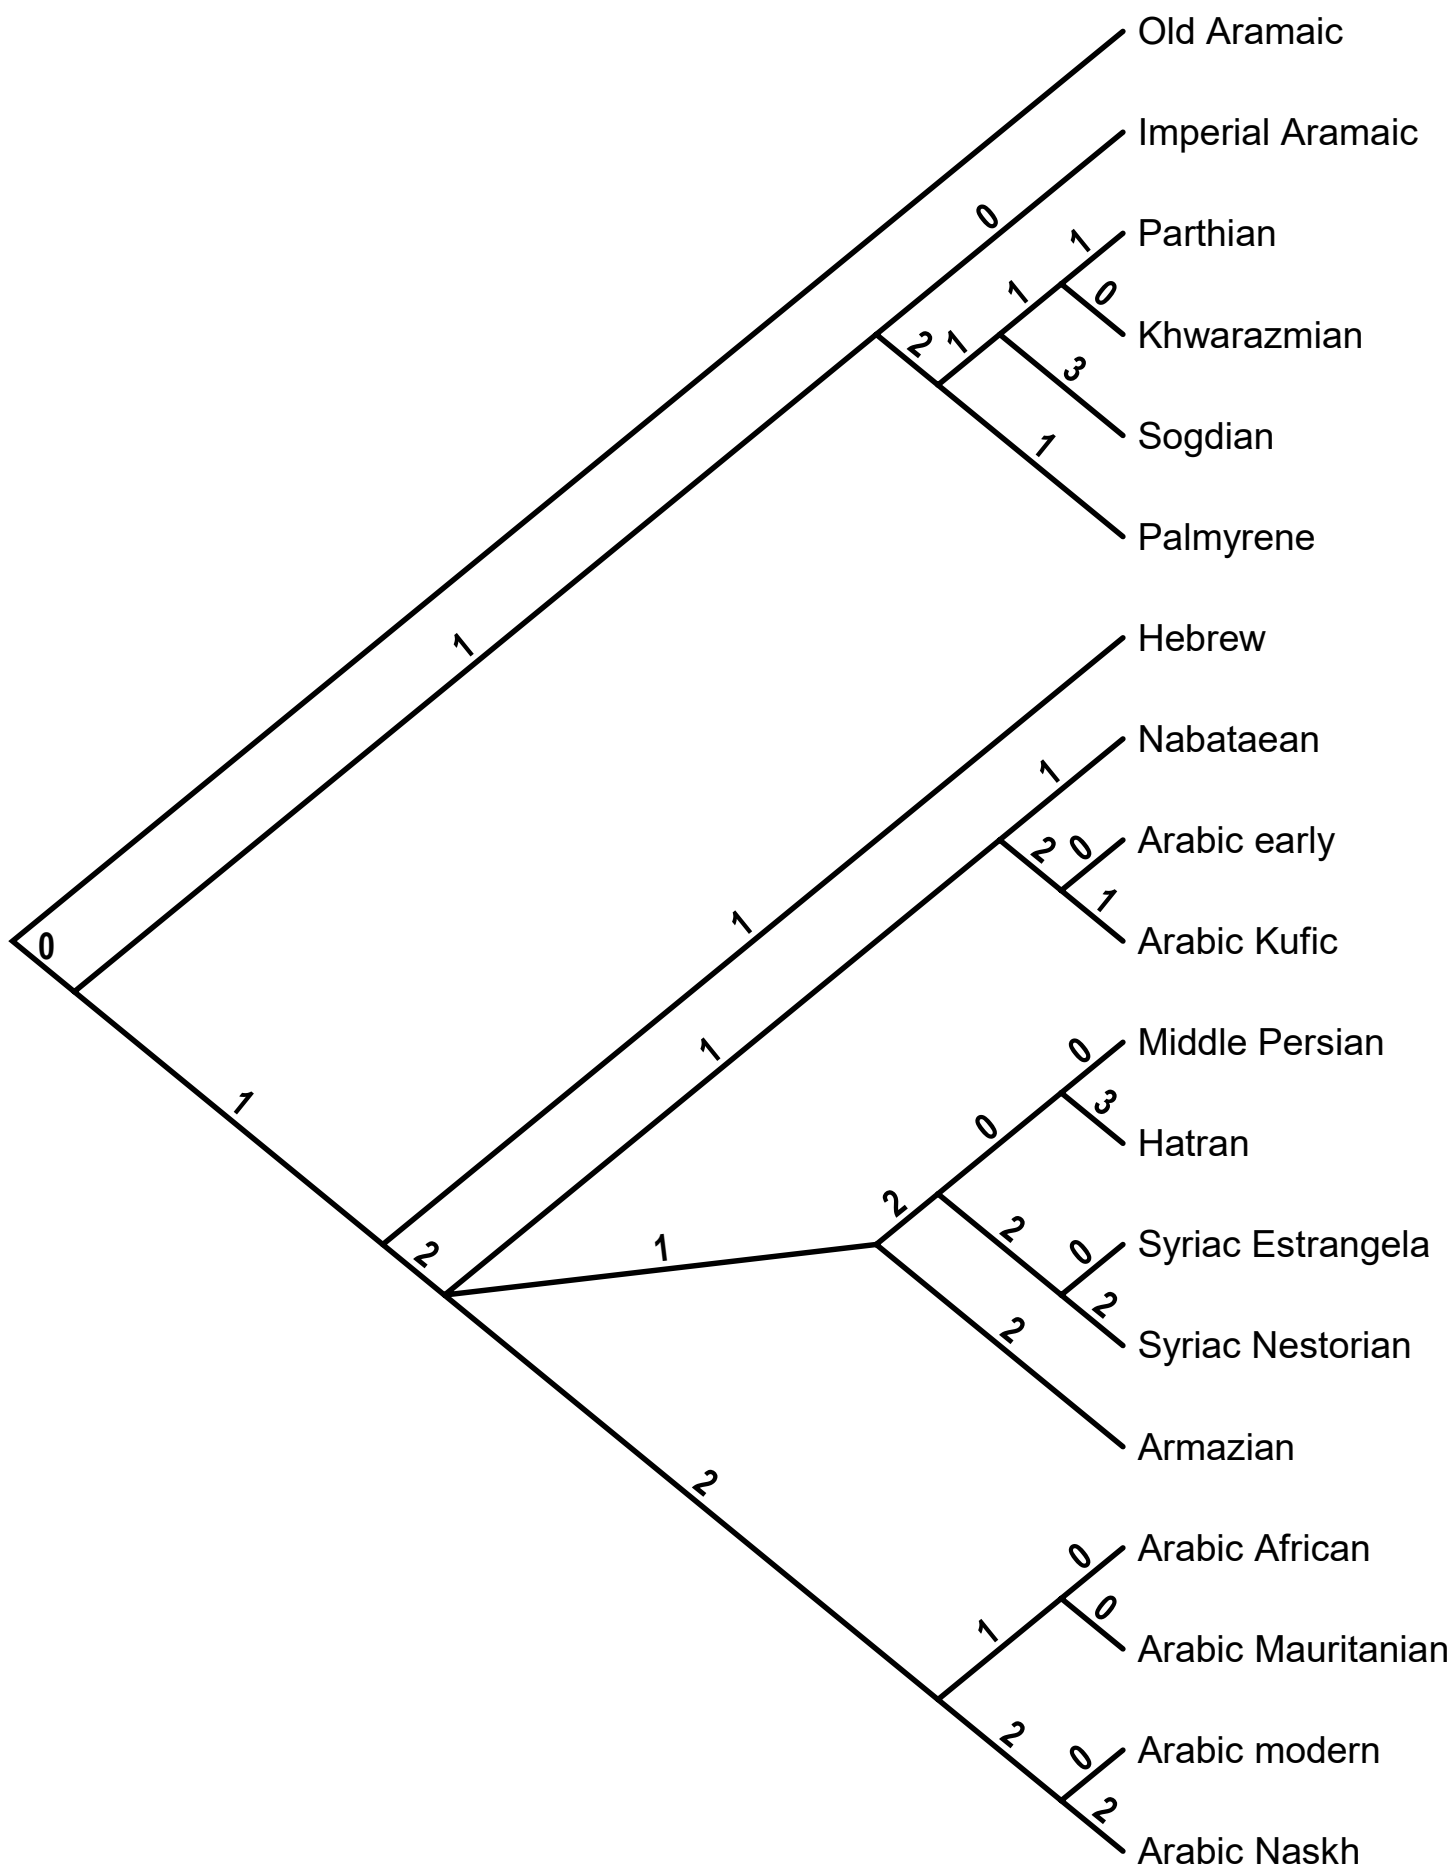 Old Aramaic
Imperial Aramaic
0
Parthian
1
1
0
Khwarazmian
2 1
3
Sogdian
1
Palmyrene
Hebrew
1
Nabataean
1
2 0
Arabic early
1
Arabic Kufic
1
0
1
0
Middle Persian
3
1
0
Hatran
2
2
0
Syriac Estrangela
1
2
2
Syriac Nestorian
2
Armazian
2
0
Arabic African
0
1
Arabic Mauritanian
2
0
Arabic modern
2
Arabic Naskh